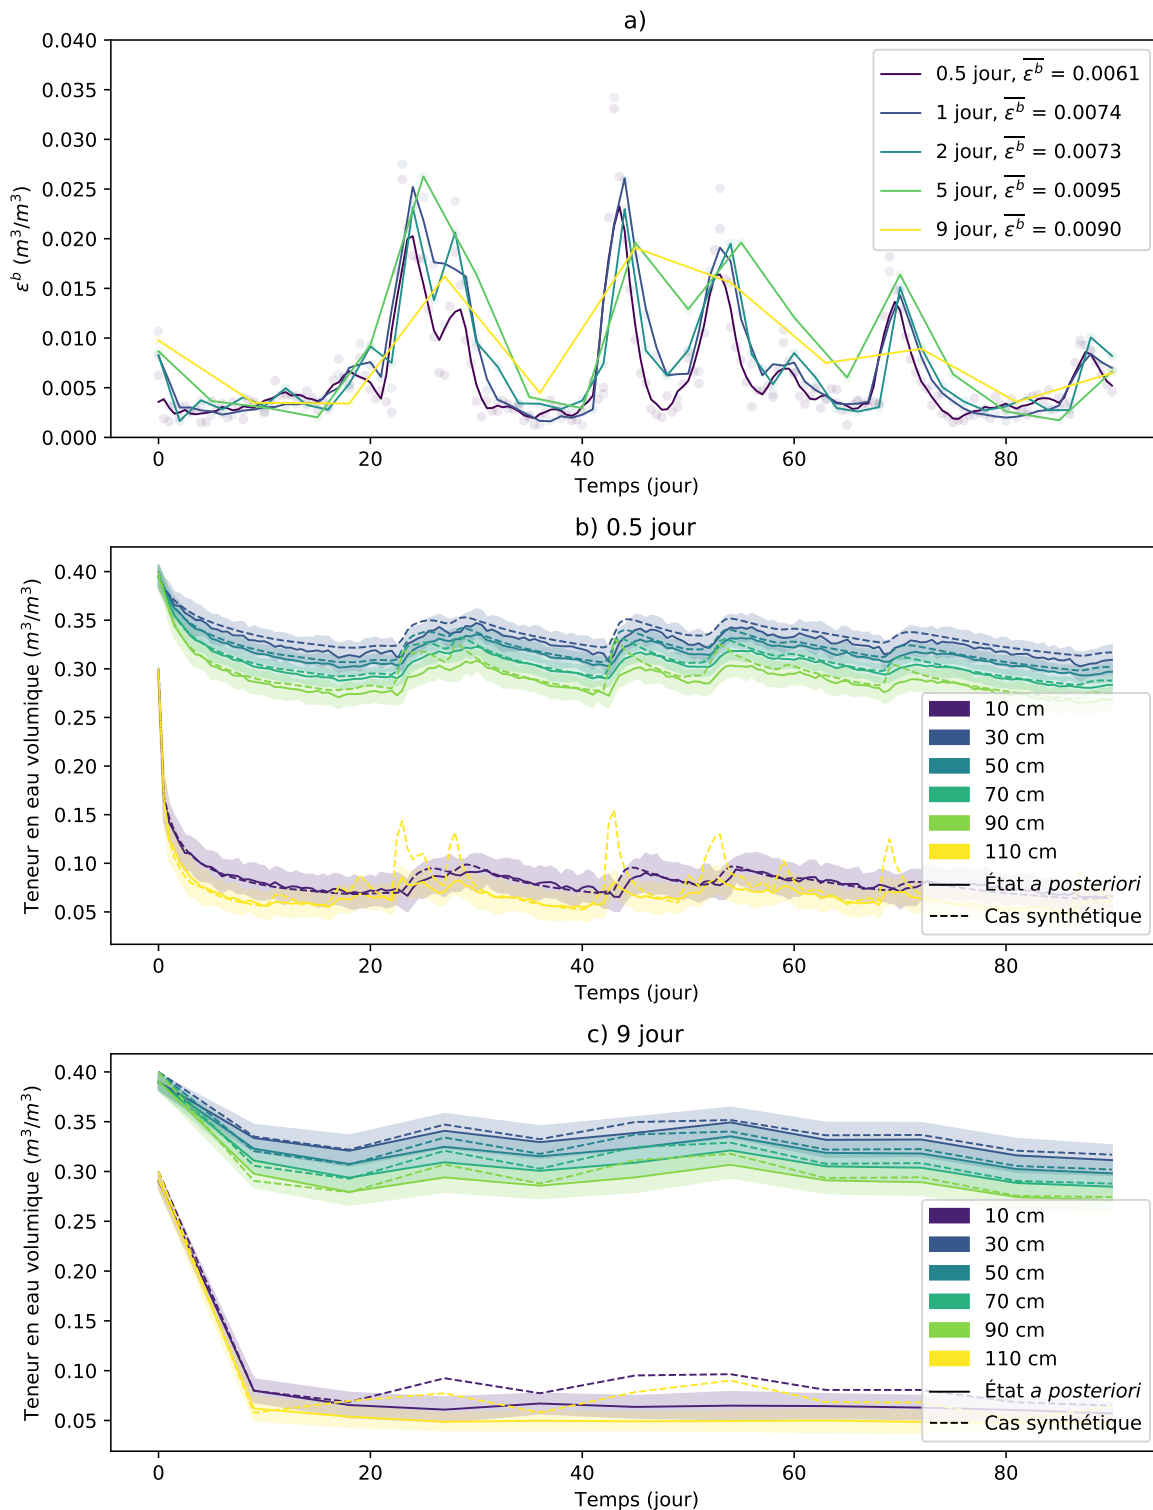 a)
0.040
0.035
0.030
0.025
0.020
0.015
0.010
0.005
0.000
ε^b (m³/m³)
0.5 jour, ε^b = 0.0061
1 jour, ε^b = 0.0074
2 jour, ε^b = 0.0073
5 jour, ε^b = 0.0095
9 jour, ε^b = 0.0090
0 20 40 60 80
Temps (jour)
b) 0.5 jour
0.40
0.35
0.30
0.25
0.20
0.15
0.10
0.05
Teneur en eau volumique (m³/m³)
10 cm
30 cm
50 cm
70 cm
90 cm
110 cm
État a posteriori
Cas synthétique
0 20 40 60 80
Temps (jour)
c) 9 jour
0.40
0.35
0.30
0.25
0.20
0.15
0.10
0.05
Teneur en eau volumique (m³/m³)
10 cm
30 cm
50 cm
70 cm
90 cm
110 cm
État a posteriori
Cas synthétique
0 20 40 60 80
Temps (jour)